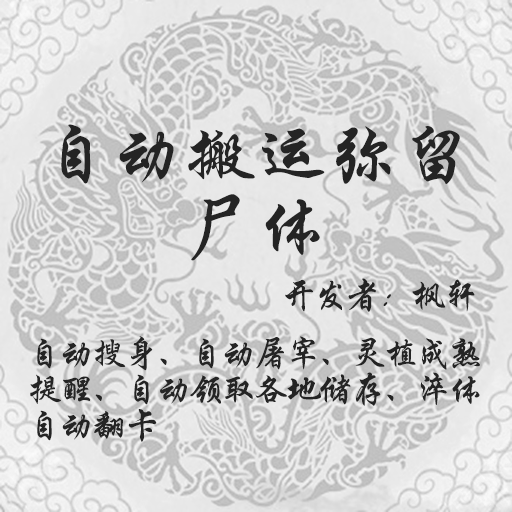 自动搬运弥留
尸体
开发者：枫轩
自动搜身、自动屠宰、灵植成熟
提醒、自动领取各地储存、淬体
自动翻卡